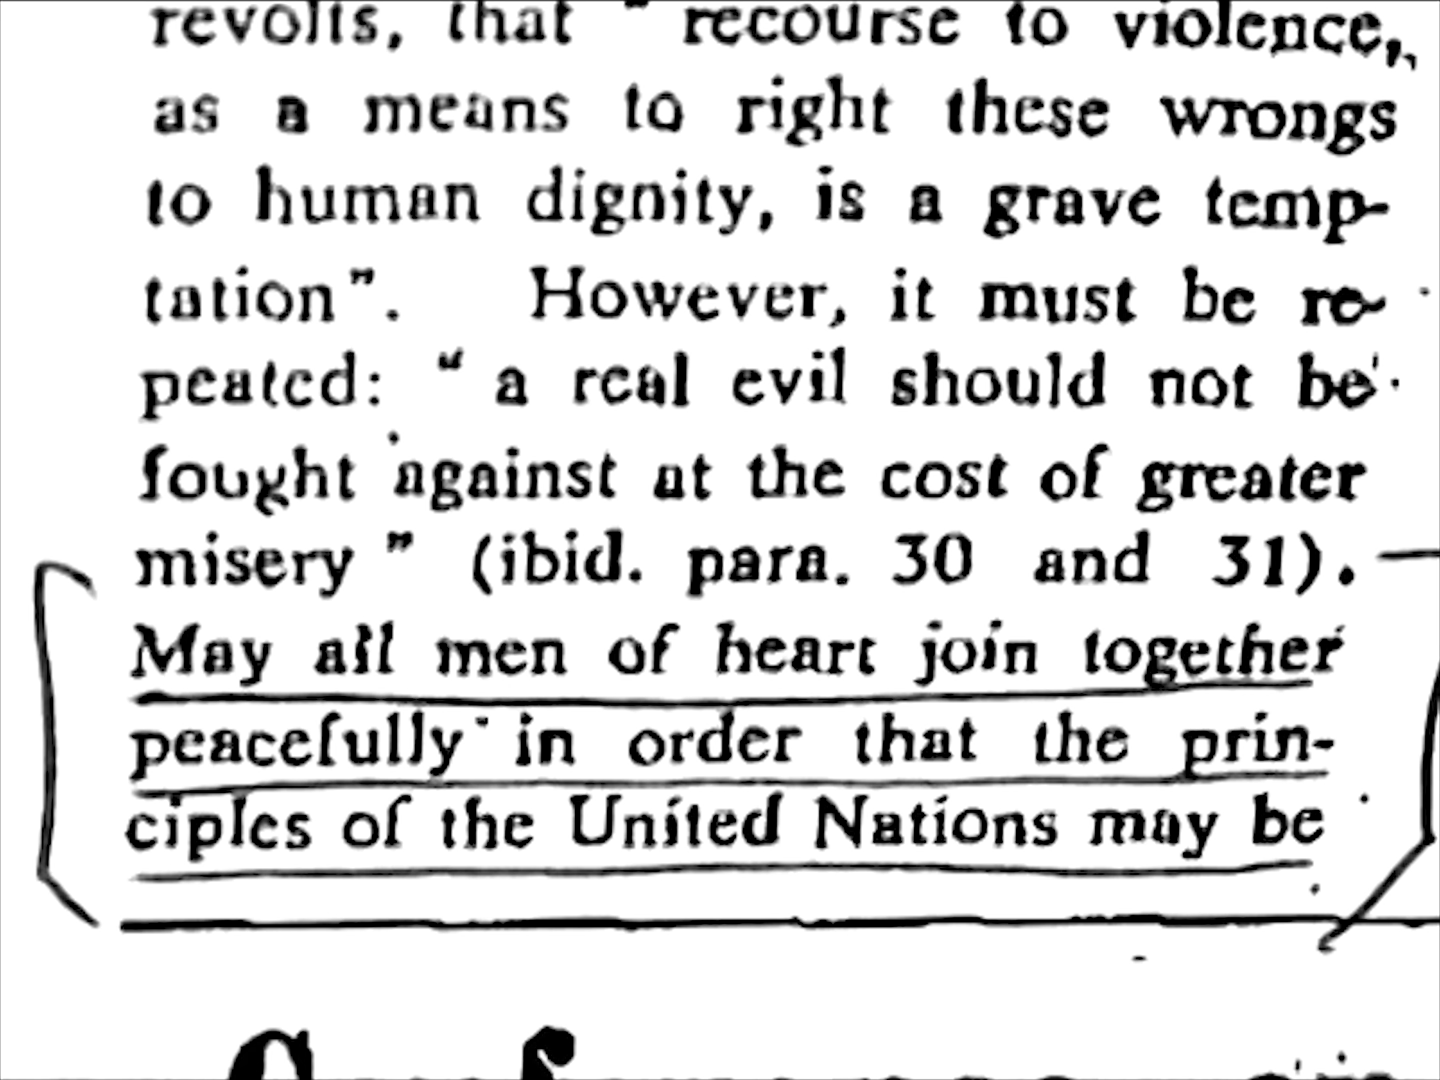 revolts, that " recourse to violence,
as a means to right these wrongs
to human dignity, is a grave temp-
tation". However, it must be re-
peated: " a real evil should not be
fought against at the cost of greater
misery " (ibid. para. 30 and 31).
May all men of heart join together
peacefully in order that the prin-
ciples of the United Nations may be